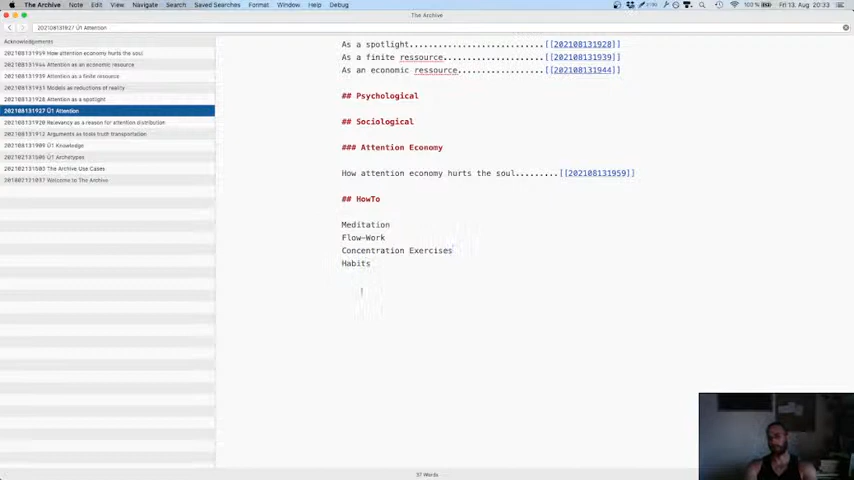 The Archive Note Edit View Navigate Search Saved Searches Format Window Help Debug
100 % Fri 13. Aug 20:33
The Archive
202108131927 Ü1 Attention
Acknowledgements
202108131959 How attention economy hurts the soul
202108131944 Attention as an economic resource
202108131939 Attention as a finite resource
202108131931 Models as reductions of reality
202108131928 Attention as a spotlight
202108131927 Ü1 Attention
202108131920 Relevancy as a reason for attention distribution
202108131912 Arguments as tools truth transportation
202108131909 Ü1 Knowledge
Ü1 Archetypes
The Archive Use Cases
Welcome to The Archive
As a spotlight............................[[202108131928]]
As a finite ressource.....................[[202108131939]]
As an economic ressource..................[[202108131944]]
## Psychological
## Sociological
### Attention Economy
How attention economy hurts the soul.........[[202108131959]]
## HowTo
Meditation
Flow-Work
Concentration Exercises
Habits
37 Words